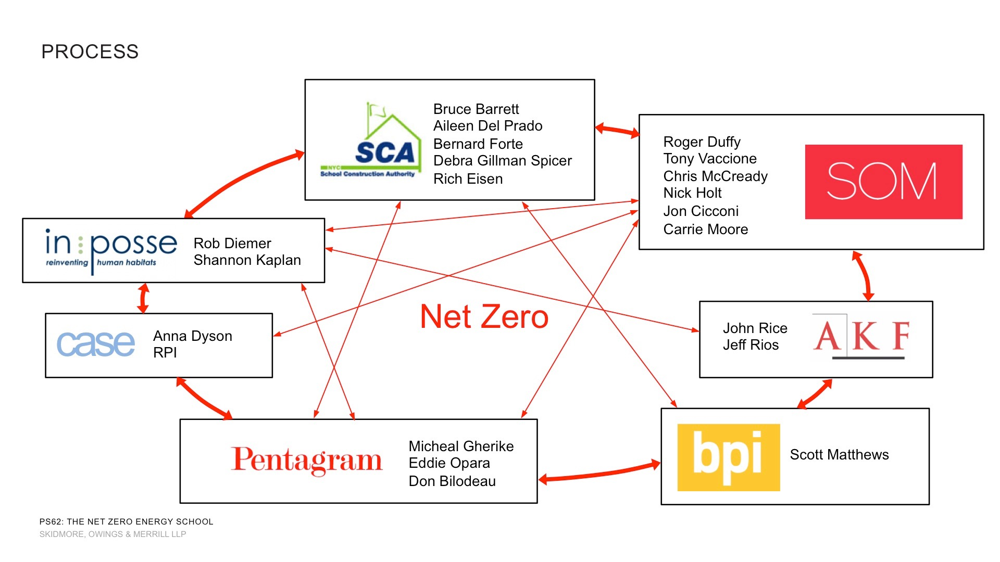 PROCESS
SCA
NYC
School Construction Authority
Bruce Barrett
Aileen Del Prado
Bernard Forte
Debra Gillman Spicer
Rich Eisen
Roger Duffy
Tony Vaccione
Chris McCready
Nick Holt
Jon Cicconi
Carrie Moore
SOM
in:posse
reinventing human habitats
Rob Diemer
Shannon Kaplan
case
Anna Dyson
RPI
Net Zero
John Rice
Jeff Rios
AKF
Pentagram
Micheal Gherike
Eddie Opara
Don Bilodeau
bpi
Scott Matthews
PS62: THE NET ZERO ENERGY SCHOOL
SKIDMORE, OWINGS & MERRILL LLP